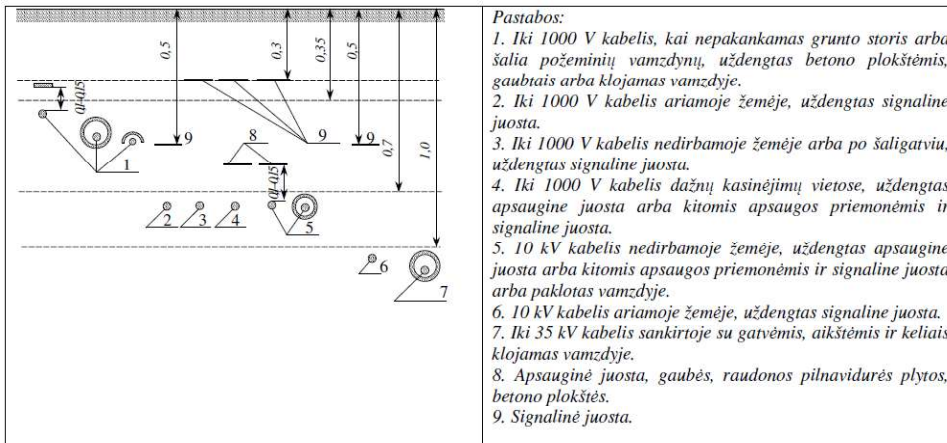 0,5
0,3
0,35
0,5
0,1-0,15
9
8
9
9
0,7
1,0
1
0,1-0,15
2
3
4
5
6
7
Pastabos:
1. Iki 1000 V kabelis, kai nepakankamas grunto storis arba
šalia požeminių vamzdynų, uždengtas betono plokštėmis,
gaubtais arba klojamas vamzdyje.
2. Iki 1000 V kabelis ariamoje žemėje, uždengtas signaline
juosta.
3. Iki 1000 V kabelis nedirbamoje žemėje arba po šaligatviu,
uždengtas signaline juosta.
4. Iki 1000 V kabelis dažnų kasinėjimų vietose, uždengtas
apsaugine juosta arba kitomis apsaugos priemonėmis ir
signaline juosta.
5. 10 kV kabelis nedirbamoje žemėje, uždengtas apsaugine
juosta arba kitomis apsaugos priemonėmis ir signaline juosta
arba paklotas vamzdyje.
6. 10 kV kabelis ariamoje žemėje, uždengtas signaline juosta.
7. Iki 35 kV kabelis sankirtoje su gatvėmis, aikštėmis ir keliais
klojamas vamzdyje.
8. Apsauginė juosta, gaubės, raudonos pilnavidurės plytos,
betono plokštės.
9. Signalinė juosta.